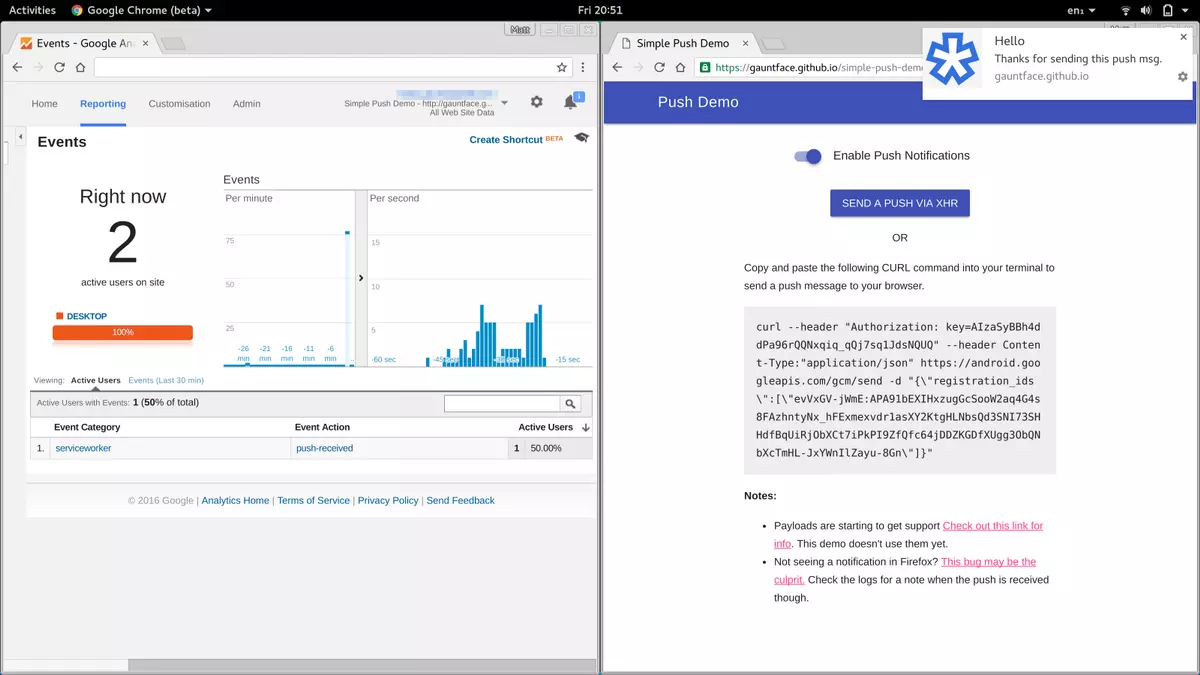 Activities
Google Chrome (beta)
Fri 20:51
en₁
Matt
Events - Google An
Home
Reporting
Customisation
Admin
Simple Push Demo - http://gauntface.g...
All Web Site Data
1
Events
Create Shortcut BETA
Right now
2
active users on site
DESKTOP
100%
Events
Per minute
Per second
75
50
25
-26 min
-21 min
-16 min
-11 min
-6 min
15
10
5
-60 sec
-15 sec
Viewing: Active Users Events (Last 30 min)
Active Users with Events: 1 (50% of total)
Event Category Event Action Active Users
1. serviceworker push-received 1 50.00%
© 2016 Google | Analytics Home | Terms of Service | Privacy Policy | Send Feedback
Simple Push Demo
https://gauntface.github.io/simple-push-demo
Hello
Thanks for sending this push msg.
gauntface.github.io
Push Demo
Enable Push Notifications
SEND A PUSH VIA XHR
OR
Copy and paste the following CURL command into your terminal to
send a push message to your browser.
curl --header "Authorization: key=AIzaSyBBh4d
dPa96rQQNxqiq_qQj7sq1JdsNQUQ" --header Conten
t-Type:"application/json" https://android.goo
gleapis.com/gcm/send -d "{\"registration_ids
\":[\"evVxGV-jWmE:APA91bEXIHxzugGcSooW2aq4G4s
8FAzhntyNx_hFExmexvdr1asXY2KtgHLNbsQd3SNI73SH
HdfBqUiRjObXCt7iPkPI9ZfQfc64jDDZKGDfXUgg3ObQN
bXcTmHL-JxYWnIlZayu-8Gn\"]}"
Notes:
• Payloads are starting to get support Check out this link for
info. This demo doesn't use them yet.
• Not seeing a notification in Firefox? This bug may be the
culprit. Check the logs for a note when the push is received
though.